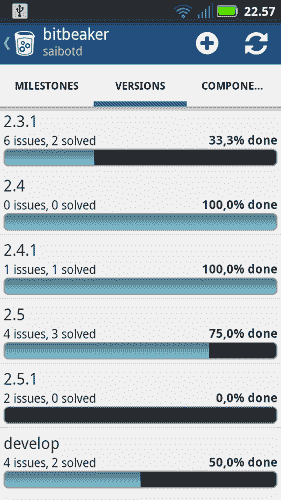 22.57
bitbeaker
saibotd
MILESTONES VERSIONS COMPONE...
2.3.1
6 issues, 2 solved 33,3% done
2.4
0 issues, 0 solved 100,0% done
2.4.1
1 issues, 1 solved 100,0% done
2.5
4 issues, 3 solved 75,0% done
2.5.1
2 issues, 0 solved 0,0% done
develop
4 issues, 2 solved 50,0% done